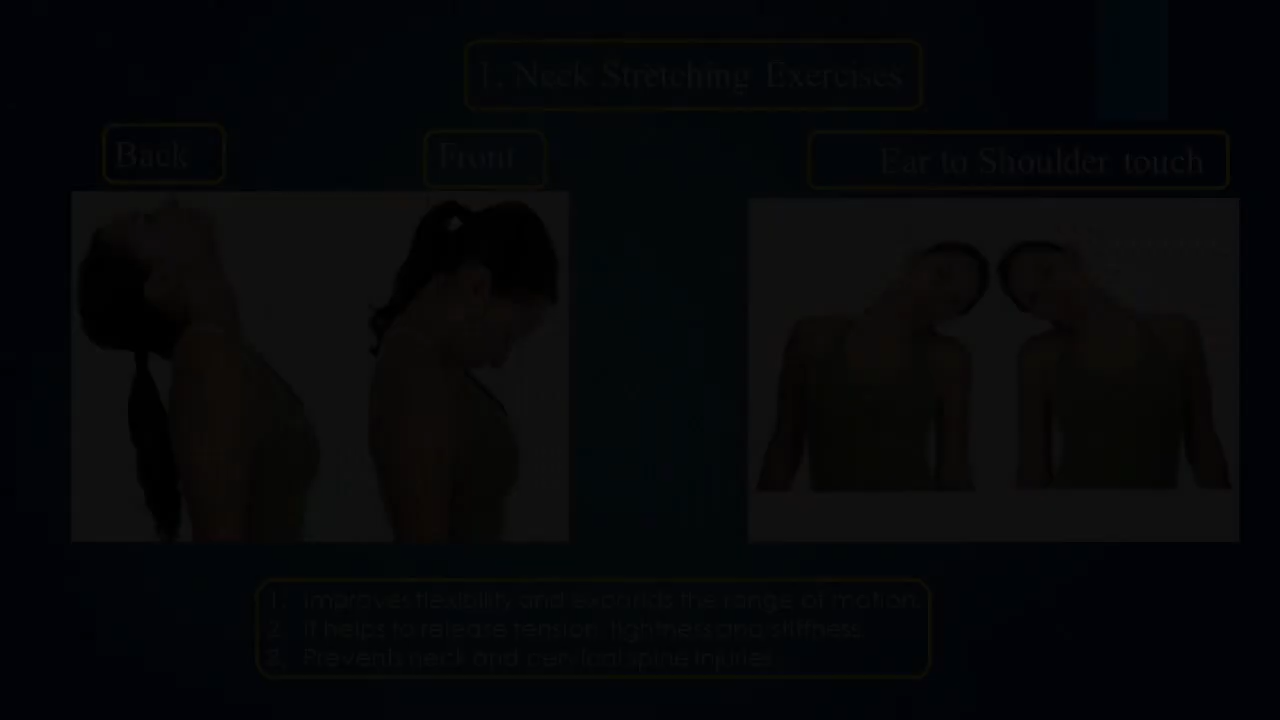 1. Neck Stretching Exercises
Back
Front
Ear to Shoulder touch
1. Improves flexibility and expands the range of motion.
2. It helps to release tension, tightness and stiffness.
3. Prevents neck and cervical spine injuries.